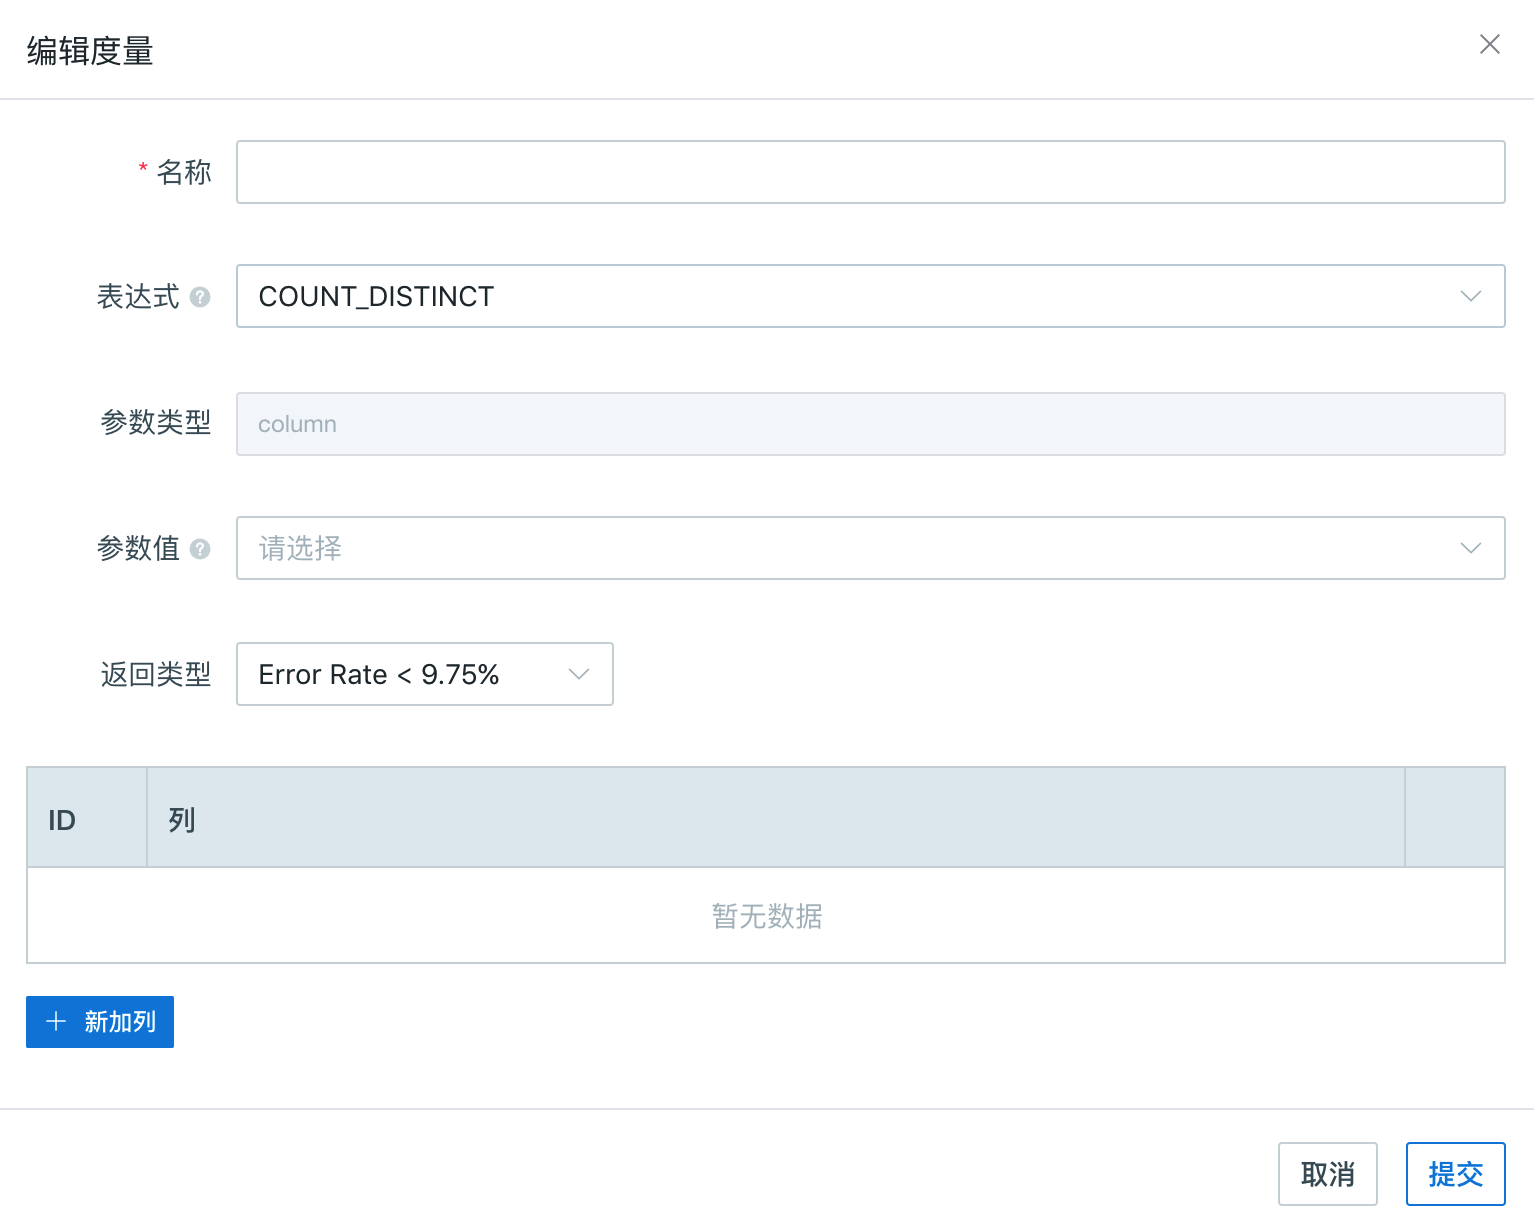 编辑度量
* 名称
表达式 ?
COUNT_DISTINCT
参数类型
column
参数值 ?
请选择
返回类型
Error Rate < 9.75%
ID 列
暂无数据
+ 新加列
取消 提交